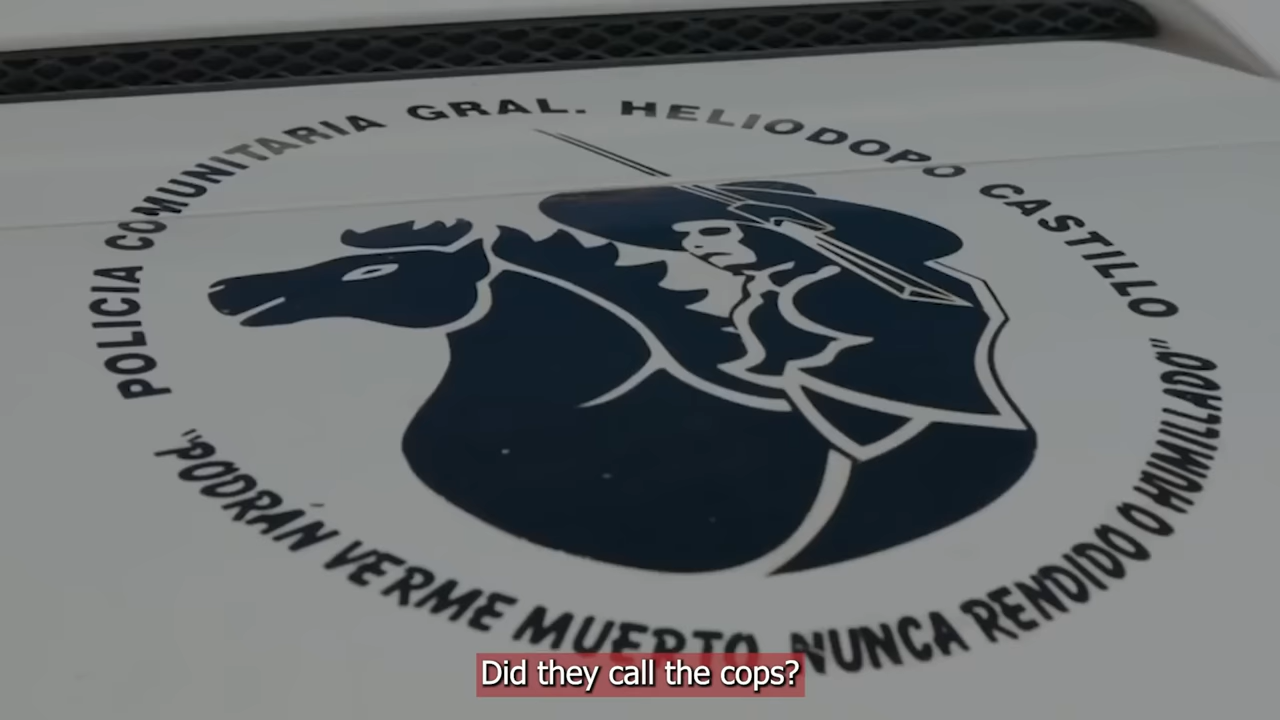 POLICIA COMUNITARIA GRAL. HELIODOPO CASTILLO
"PODRÁN VERME MUERTO NUNCA RENDIDO O HUMILLADO"
Did they call the cops?